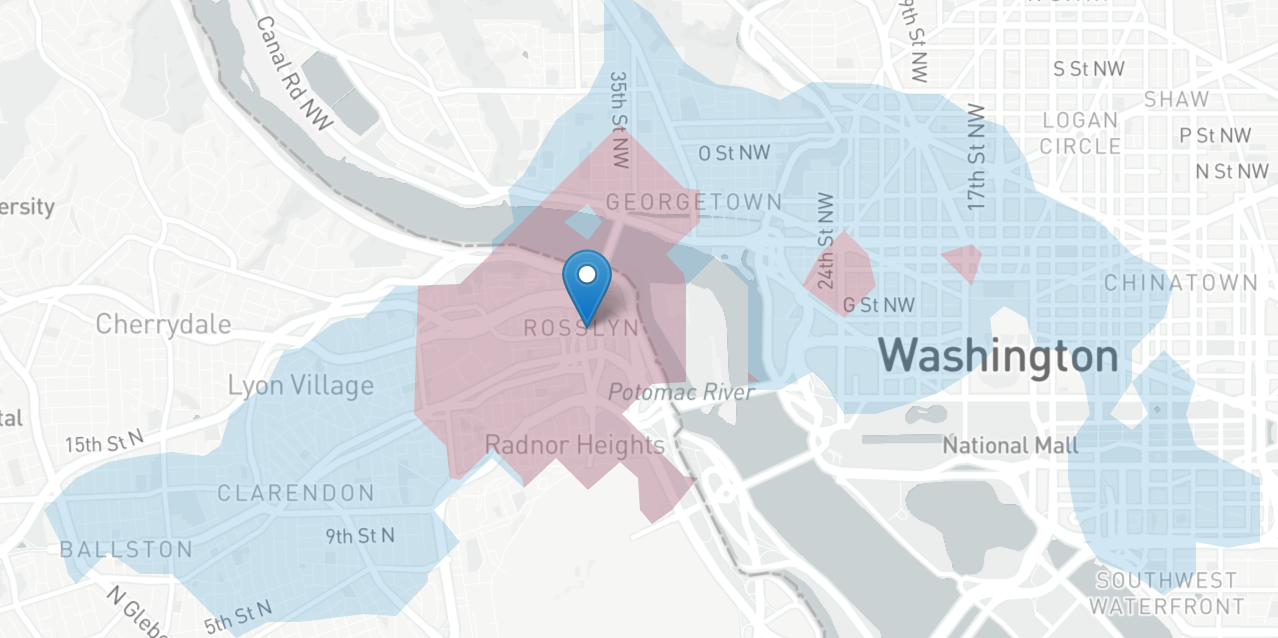 Canal Rd NW
35th St NW
9th St NW
S St NW
SHAW
LOGAN
CIRCLE
P St NW
N St NW
O St NW
17th St NW
ersity
GEORGETOWN
24th St NW
CHINATOWN
G St NW
Cherrydale
ROSSLYN
Washington
Lyon Village
Potomac River
tal
15th St N
Radnor Heights
National Mall
CLARENDON
9th St N
BALLSTON
N Glebe
5th St N
SOUTHWEST
WATERFRONT